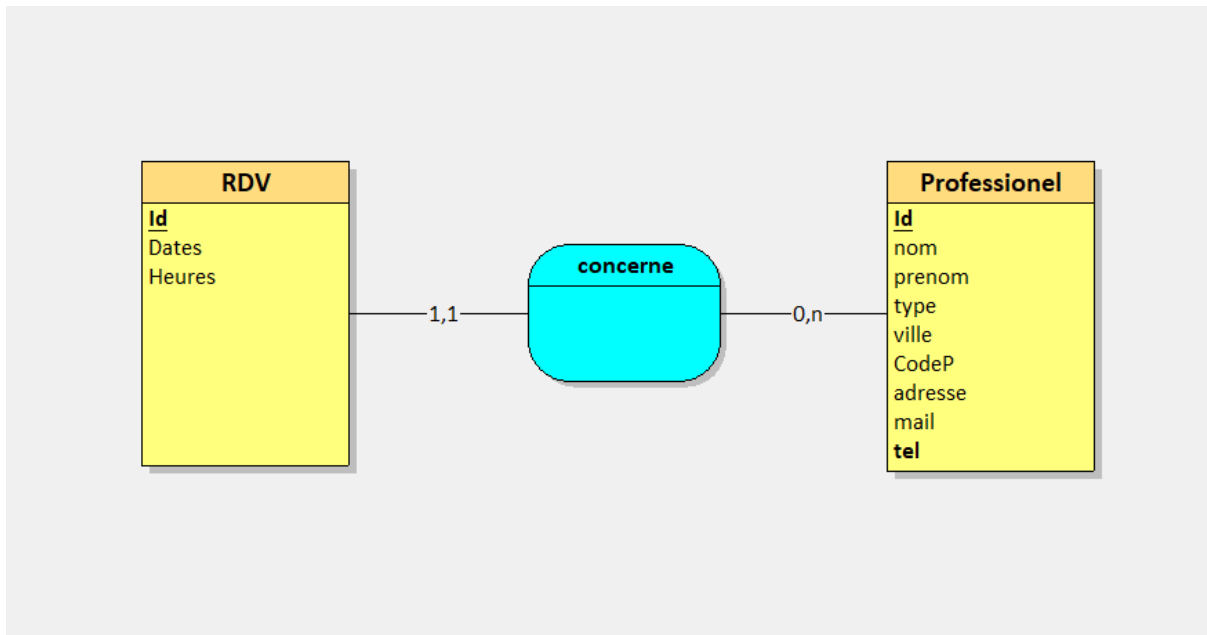 RDV
Id
Dates
Heures
1,1
concerne
0,n
Professionel
Id
nom
prenom
type
ville
CodeP
adresse
mail
tel